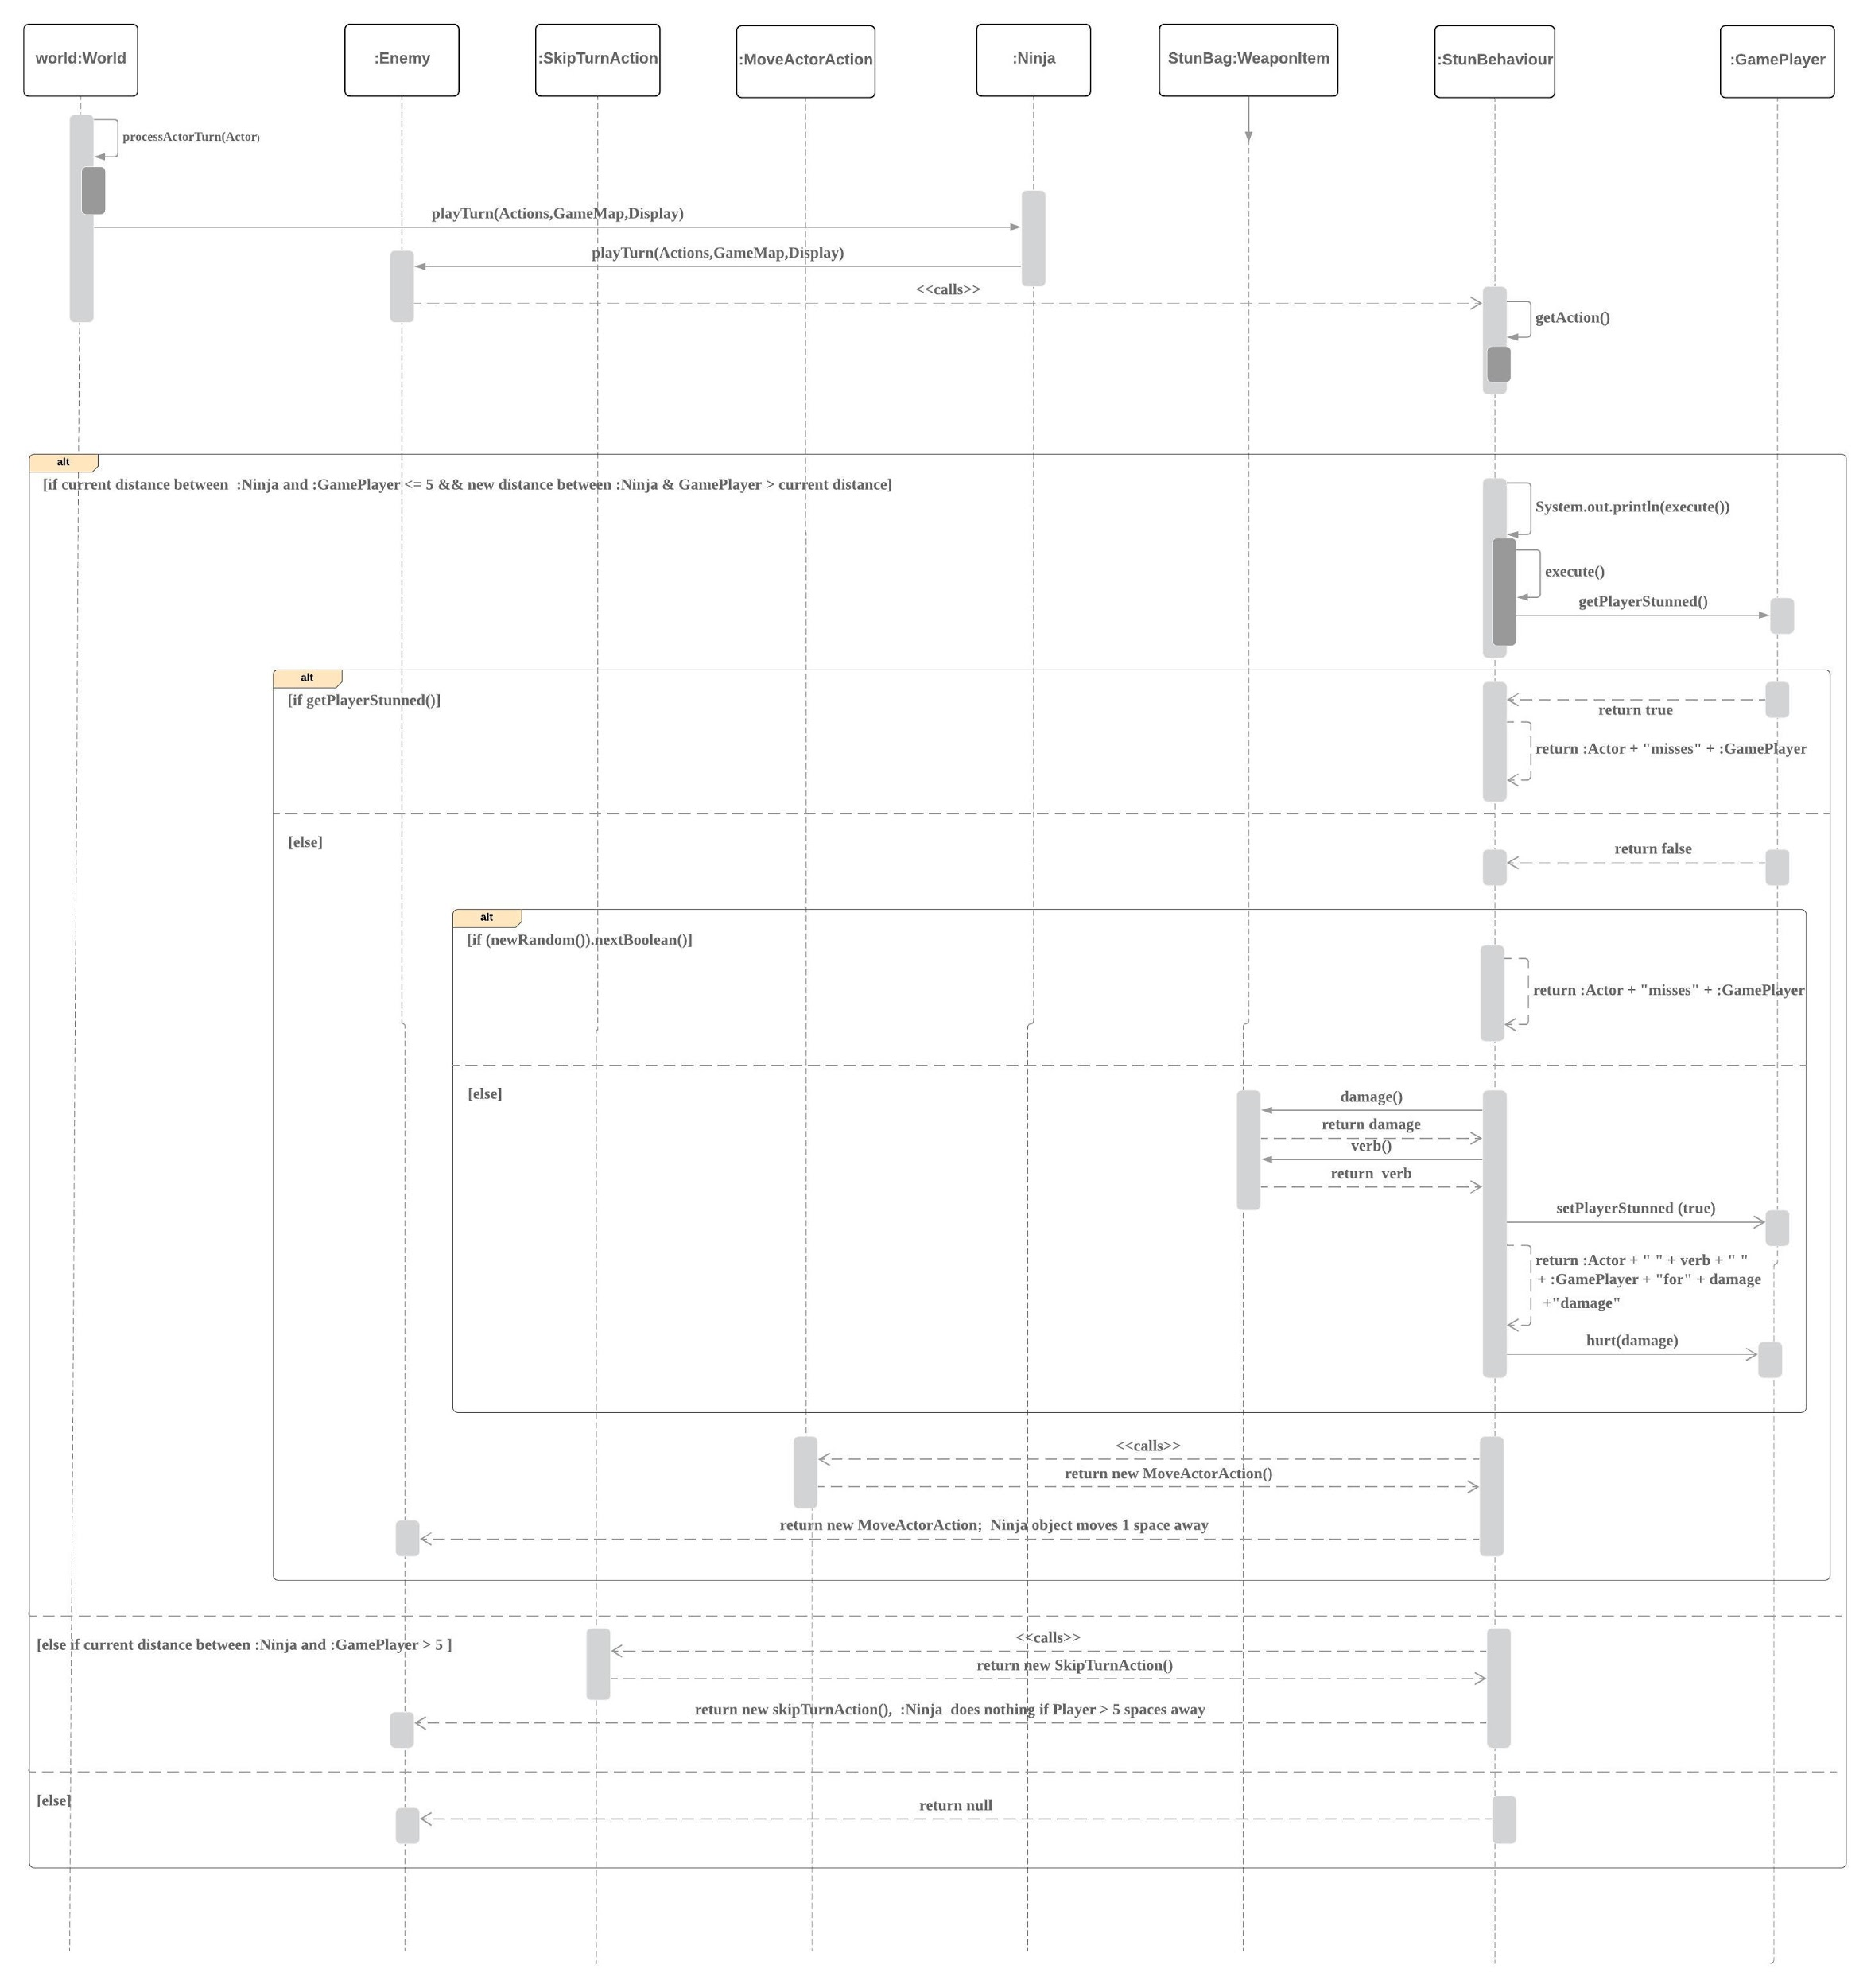 world:World
:Enemy
:SkipTurnAction
:MoveActorAction
:Ninja
StunBag:WeaponItem
:StunBehaviour
:GamePlayer
processActorTurn(Actor)
playTurn(Actions,GameMap,Display)
playTurn(Actions,GameMap,Display)
<<calls>>
getAction()
alt
[if current distance between  :Ninja and :GamePlayer <= 5 && new distance between :Ninja & GamePlayer > current distance]
System.out.println(execute())
execute()
getPlayerStunned()
alt
[if getPlayerStunned()]
return true
return :Actor + "misses" + :GamePlayer
[else]
return false
alt
[if (newRandom()).nextBoolean()]
return :Actor + "misses" + :GamePlayer
[else]
damage()
return damage
verb()
return  verb
setPlayerStunned (true)
return :Actor + " " + verb + " "
+ :GamePlayer + "for" + damage
+"damage"
hurt(damage)
<<calls>>
return new MoveActorAction()
return new MoveActorAction;  Ninja object moves 1 space away
[else if current distance between :Ninja and :GamePlayer > 5 ]
<<calls>>
return new SkipTurnAction()
return new skipTurnAction(),  :Ninja  does nothing if Player > 5 spaces away
[else]
return null